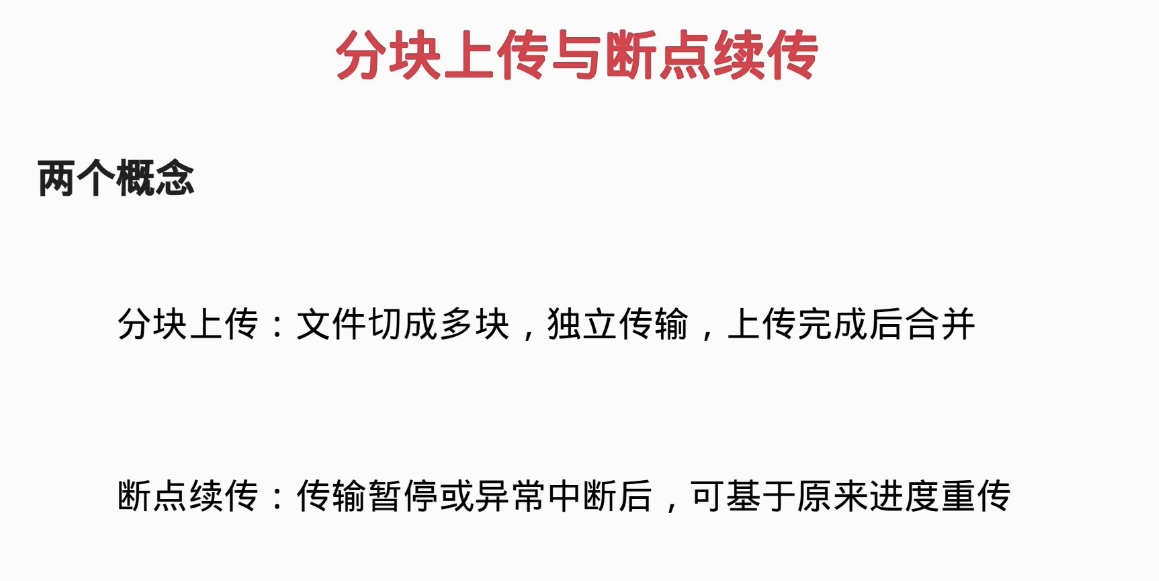 分块上传与断点续传
两个概念
分块上传：文件切成多块，独立传输，上传完成后合并
断点续传：传输暂停或异常中断后，可基于原来进度重传